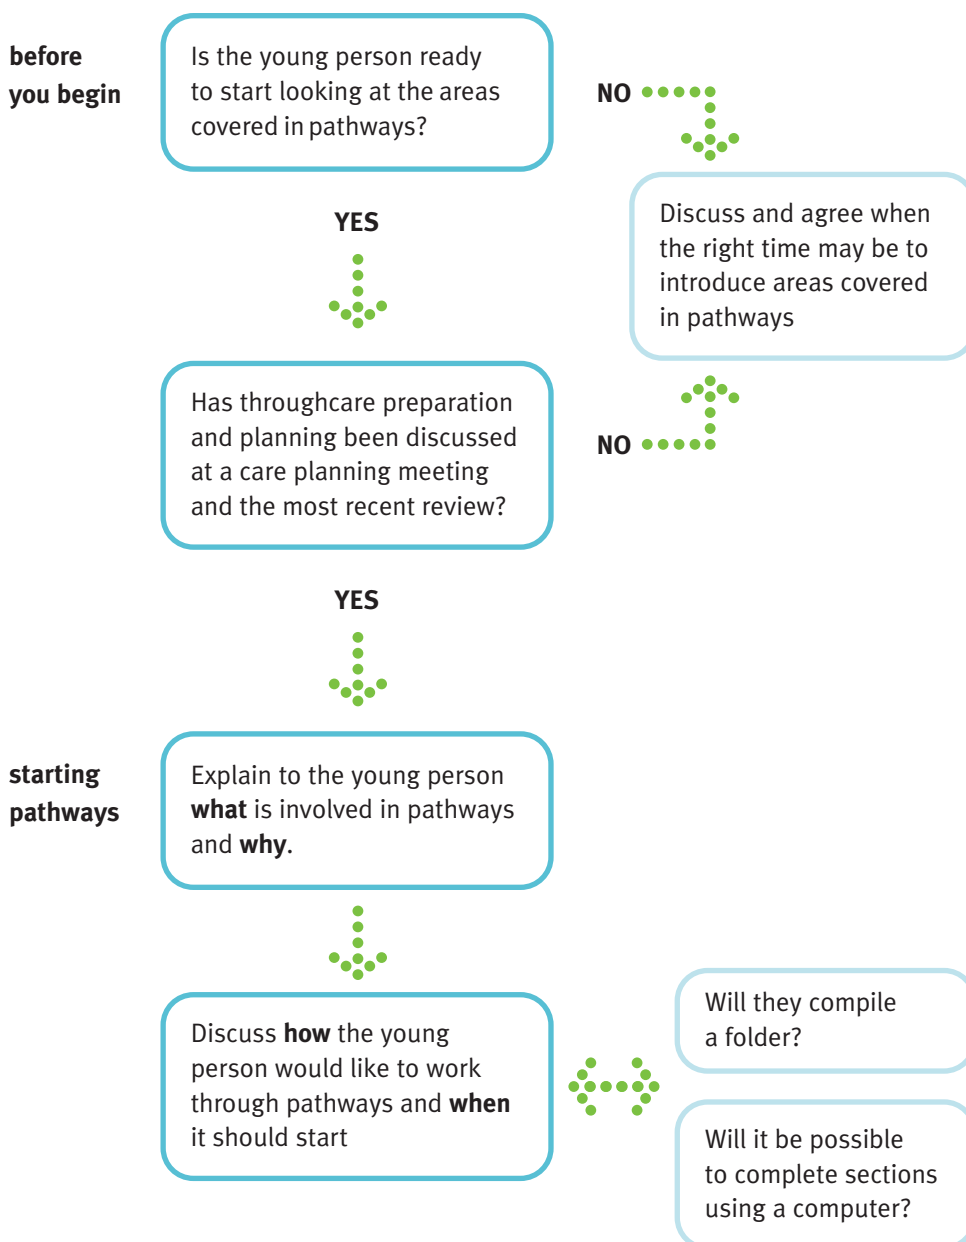 before
you begin
Is the young person ready
to start looking at the areas
covered in pathways?
NO
Discuss and agree when
the right time may be to
introduce areas covered
in pathways
YES
Has throughcare preparation
and planning been discussed
at a care planning meeting
and the most recent review?
NO
YES
starting
pathways
Explain to the young person
what is involved in pathways
and why.
Discuss how the young
person would like to work
through pathways and when
it should start
Will they compile
a folder?
Will it be possible
to complete sections
using a computer?